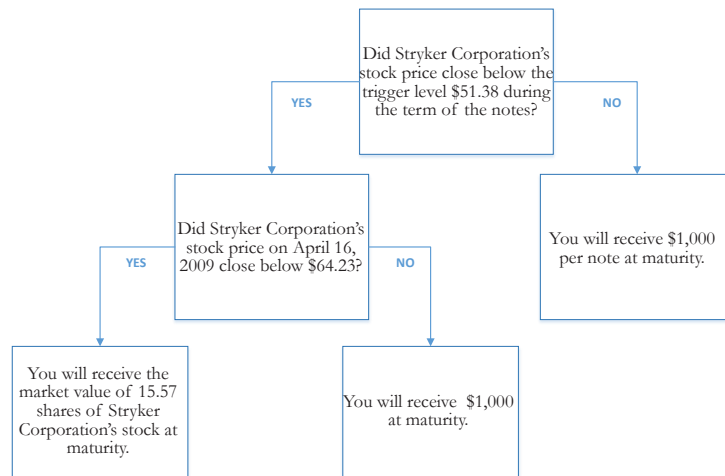 Did Stryker Corporation's
stock price close below the
trigger level $51.38 during
the term of the notes?
YES
NO
Did Stryker Corporation's
stock price on April 16,
2009 close below $64.23?
You will receive $1,000
per note at maturity.
YES
NO
You will receive the
market value of 15.57
shares of Stryker
Corporation's stock at
maturity.
You will receive $1,000
at maturity.